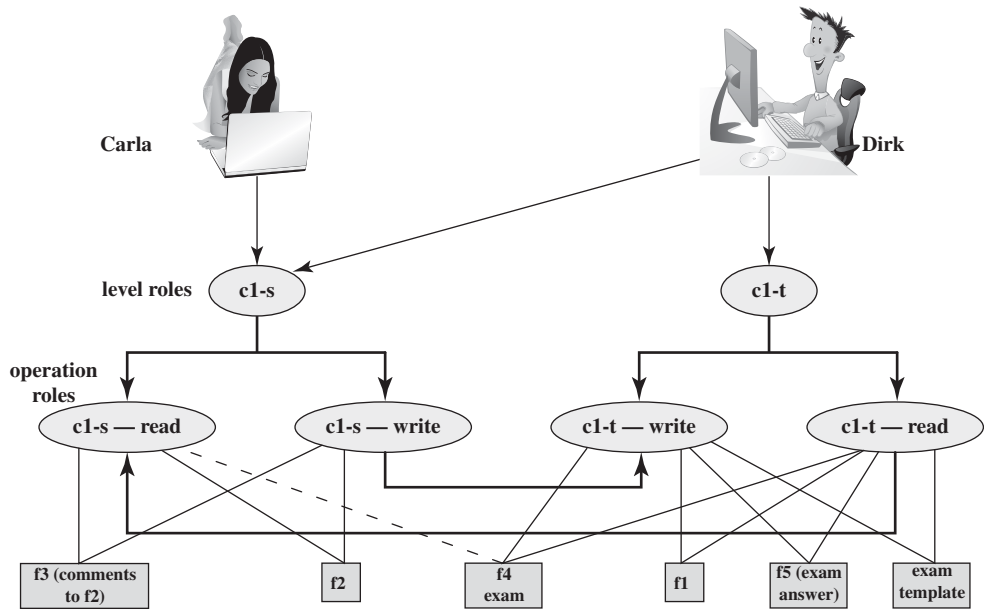 Carla
Dirk
level roles
c1-s
c1-t
operation
roles
c1-s — read
c1-s — write
c1-t — write
c1-t — read
f3 (comments
to f2)
f2
f4
exam
f1
f5 (exam
answer)
exam
template